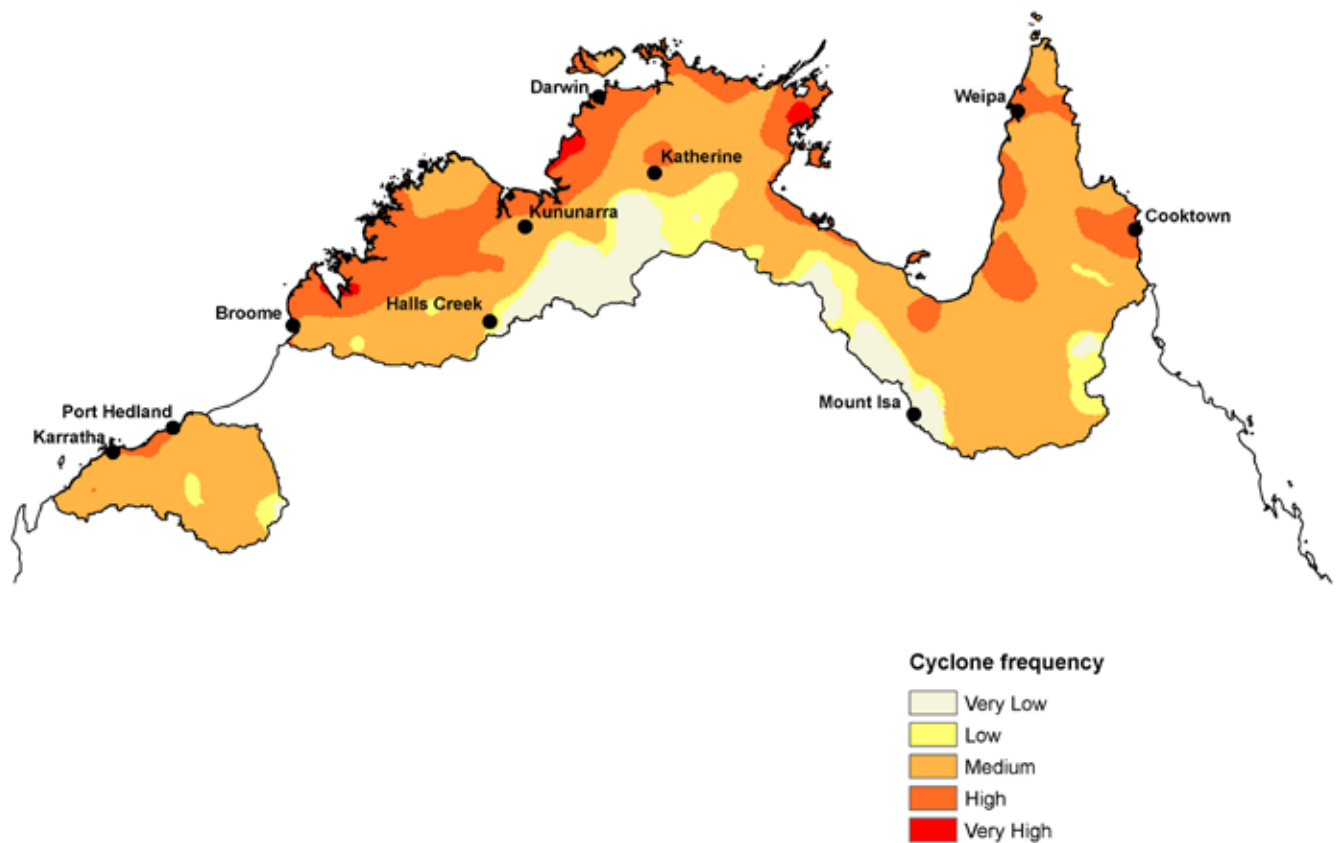 Darwin
Weipa
Katherine
Kununarra
Cooktown
Halls Creek
Broome
Port Hedland
Mount Isa
Karratha
Cyclone frequency
Very Low
Low
Medium
High
Very High